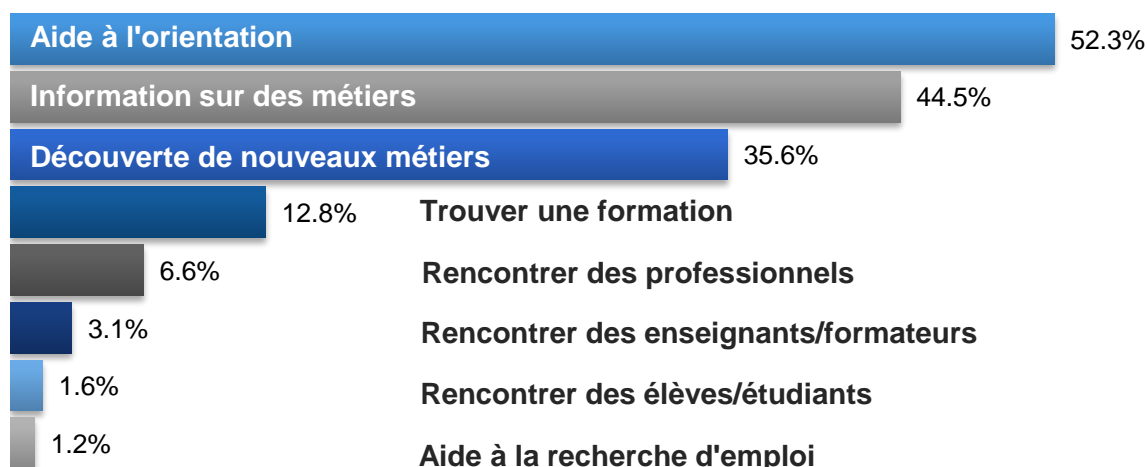 Aide à l'orientation 52.3%
Information sur des métiers 44.5%
Découverte de nouveaux métiers 35.6%
12.8% Trouver une formation
6.6% Rencontrer des professionnels
3.1% Rencontrer des enseignants/formateurs
1.6% Rencontrer des élèves/étudiants
1.2% Aide à la recherche d'emploi